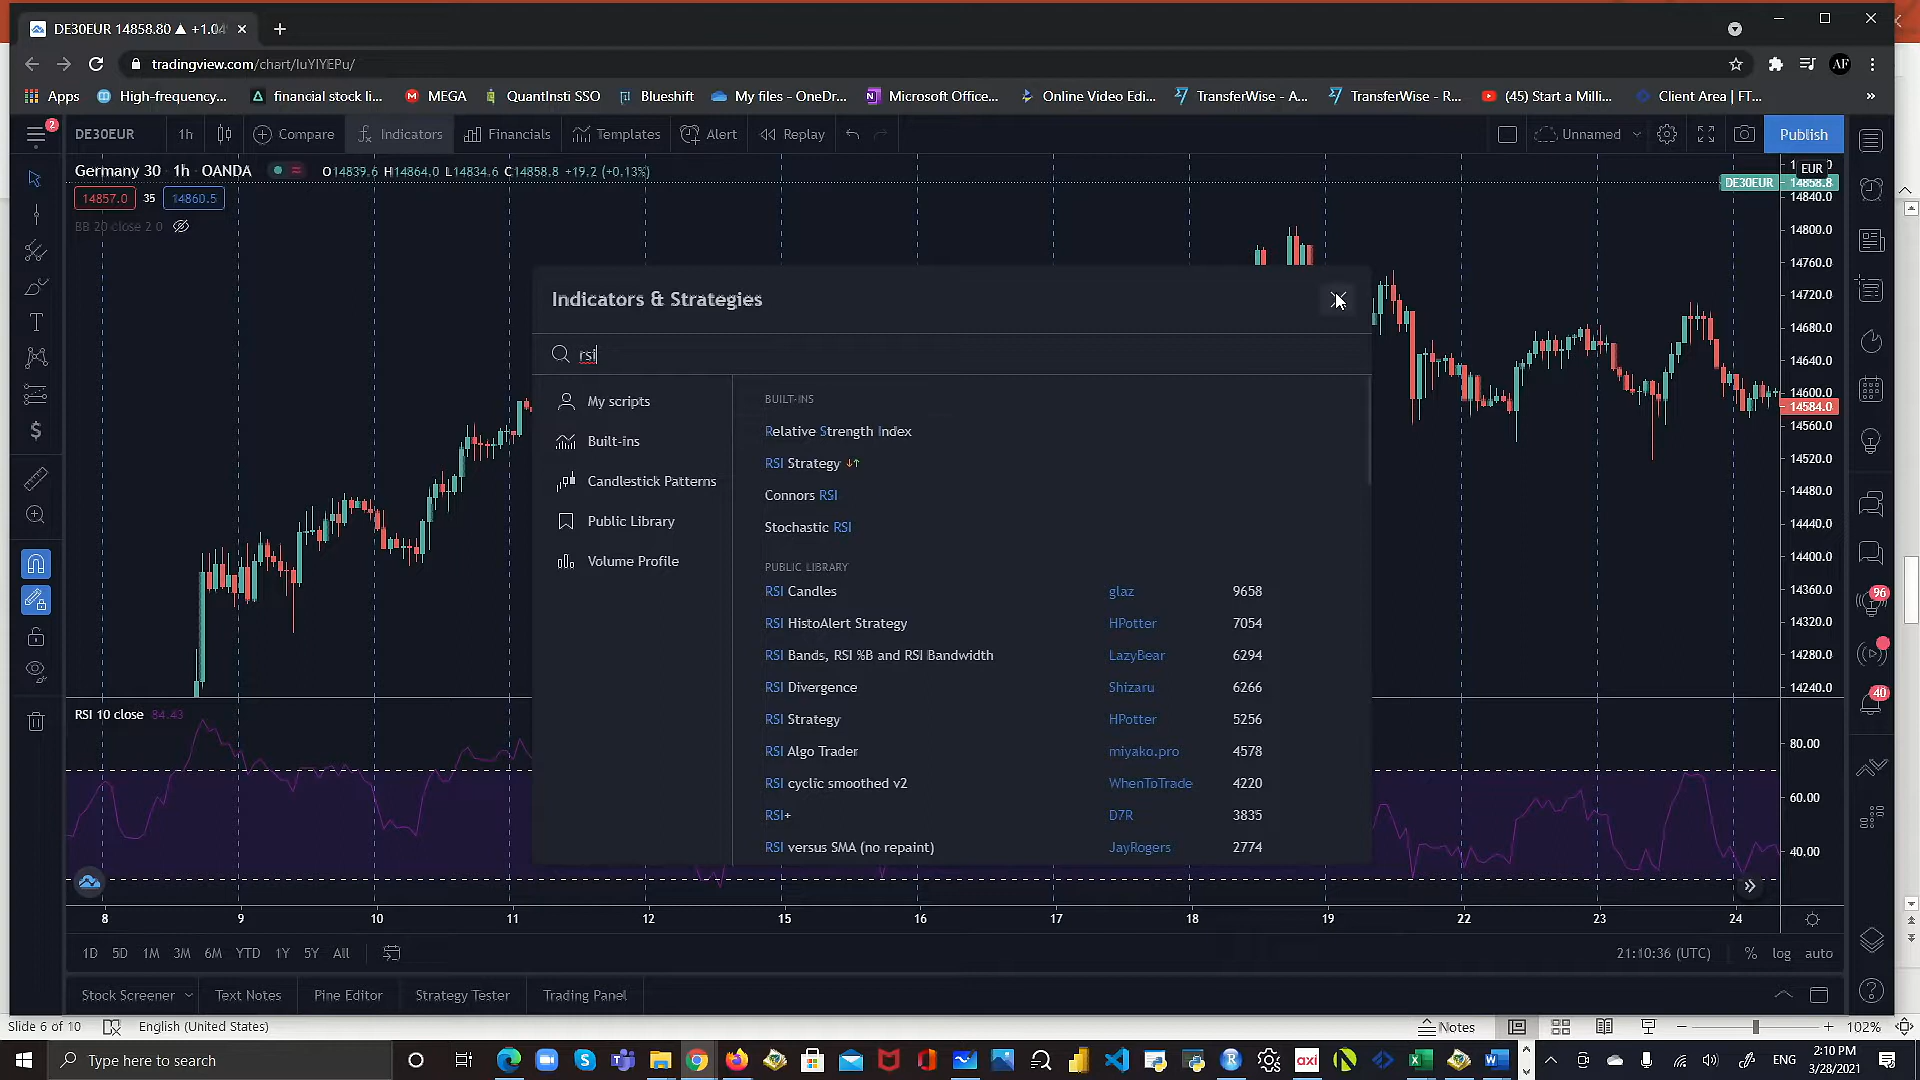 DE30EUR 14858.80 ▲ +1.04
tradingview.com/chart/IuYIYEPu/
AF
Apps High-frequency... financial stock li... MEGA QuantInsti SSO Blueshift My files - OneDr... Microsoft Office... Online Video Edi... TransferWise - A... TransferWise - R... (45) Start a Milli... Client Area | FT... »
2
DE30EUR 1h Compare Indicators Financials Templates Alert Replay Unnamed Publish
Germany 30 1h OANDA O14839.6 H14864.0 L14834.6 C14858.8 +19.2 (+0.13%)
EUR
DE30EUR 14858.8
14857.0 35 14860.5
BB 20 close 2 0
14840.0
14800.0
14760.0
14720.0
14680.0
14640.0
14600.0
14584.0
14560.0
14520.0
14480.0
14440.0
14400.0
14360.0
14320.0
14280.0
14240.0
Indicators & Strategies
rsi
My scripts
Built-ins
Candlestick Patterns
Public Library
Volume Profile
BUILT-INS
Relative Strength Index
RSI Strategy
Connors RSI
Stochastic RSI
PUBLIC LIBRARY
RSI Candles glaz 9658
RSI HistoAlert Strategy HPotter 7054
RSI Bands, RSI %B and RSI Bandwidth LazyBear 6294
RSI Divergence Shizaru 6266
RSI Strategy HPotter 5256
RSI Algo Trader miyako.pro 4578
RSI cyclic smoothed v2 WhenToTrade 4220
RSI+ D7R 3835
RSI versus SMA (no repaint) JayRogers 2774
96
40
RSI 10 close 84.43
80.00
60.00
40.00
8 9 10 11 12 15 16 17 18 19 22 23 24
1D 5D 1M 3M 6M YTD 1Y 5Y All 21:10:36 (UTC) % log auto
Stock Screener Text Notes Pine Editor Strategy Tester Trading Panel
Slide 6 of 10 English (United States) Notes 102%
Type here to search
axi
ENG
2:10 PM
3/28/2021